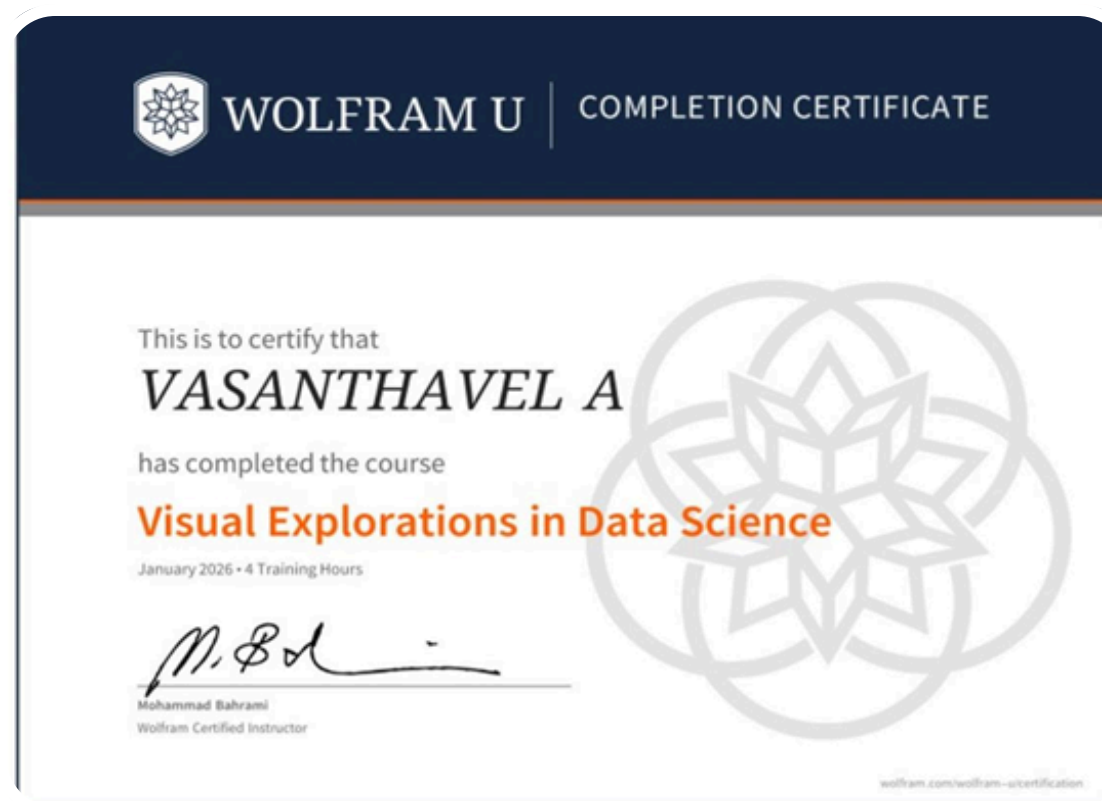 WOLFRAM U
COMPLETION CERTIFICATE
This is to certify that
VASANTHAVEL A
has completed the course
Visual Explorations in Data Science
January 2026 • 4 Training Hours
M. Bah
Mohammad Bahrami
Wolfram Certified Instructor
wolfram.com/wolfram-u/certification